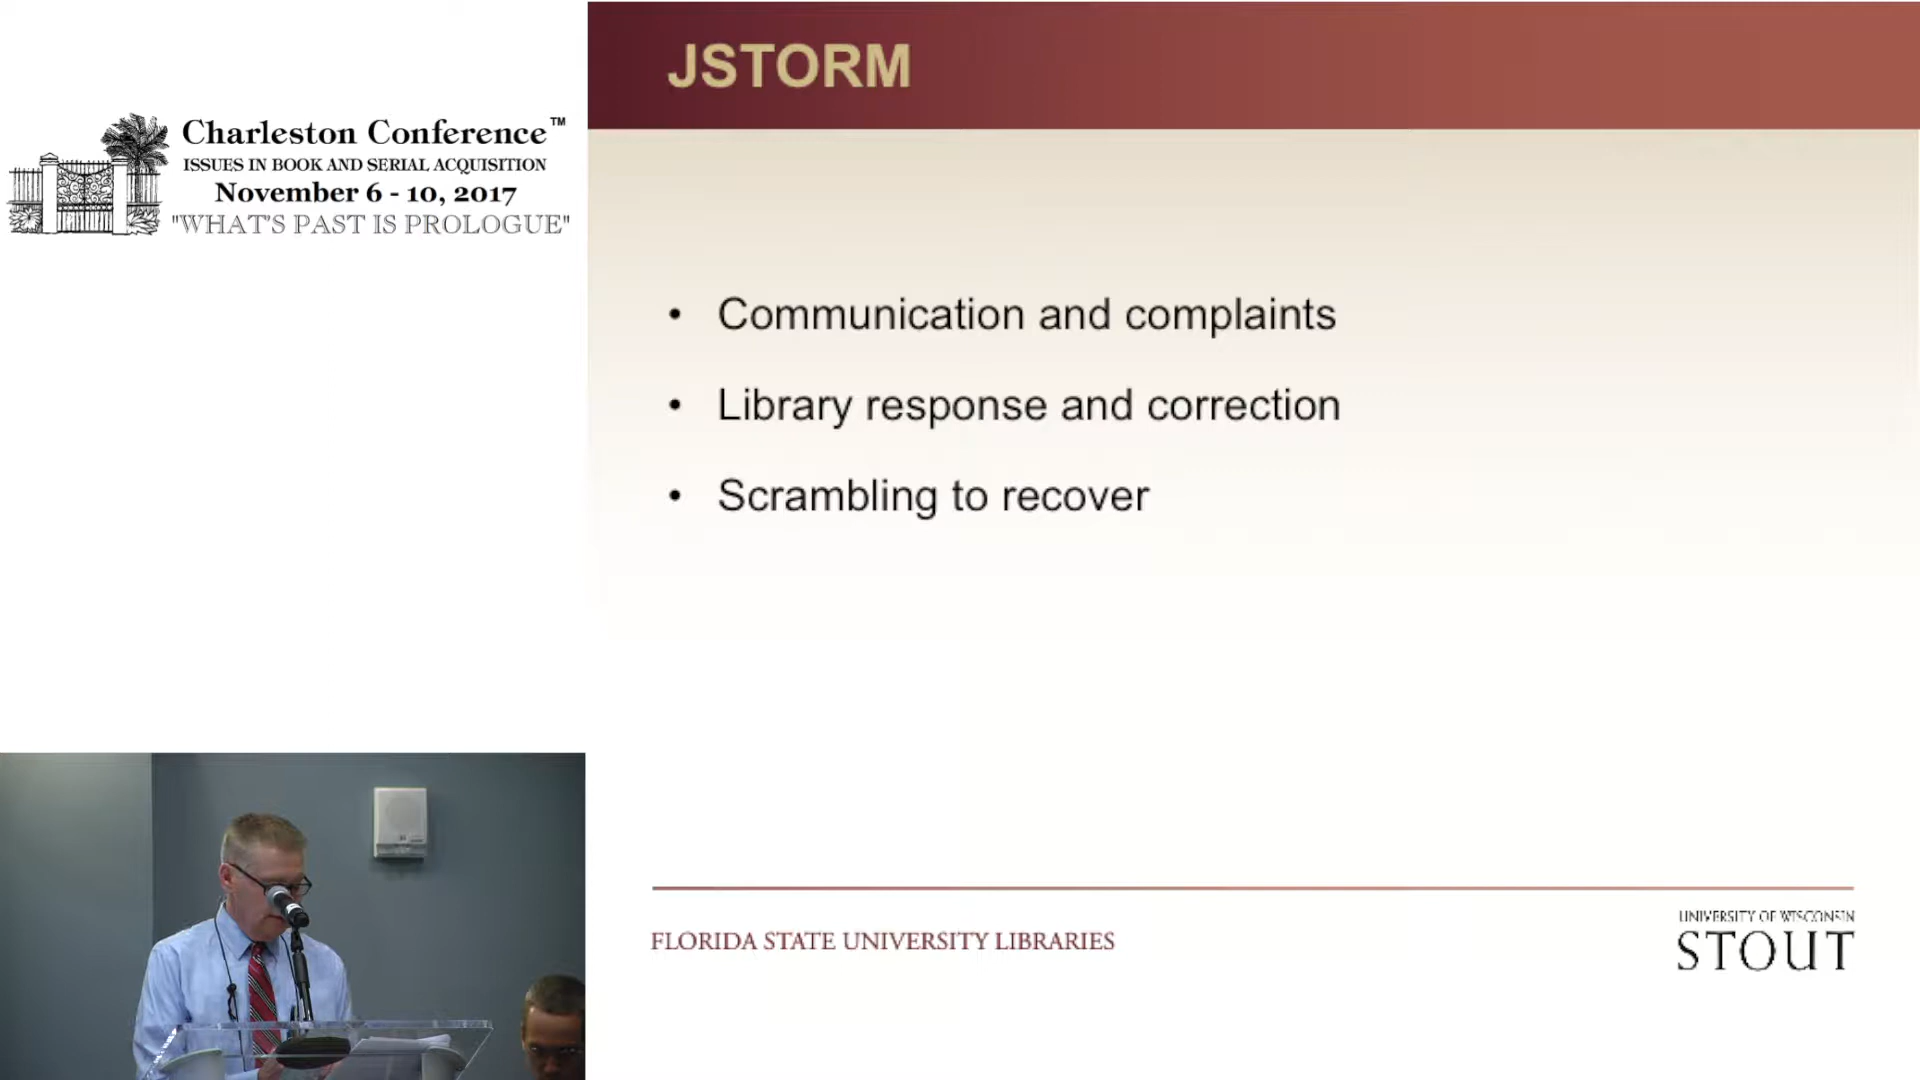 JSTORM
Charleston Conference™
ISSUES IN BOOK AND SERIAL ACQUISITION
November 6 - 10, 2017
"WHAT'S PAST IS PROLOGUE"
• Communication and complaints
• Library response and correction
• Scrambling to recover
FLORIDA STATE UNIVERSITY LIBRARIES
UNIVERSITY OF WISCONSIN
STOUT